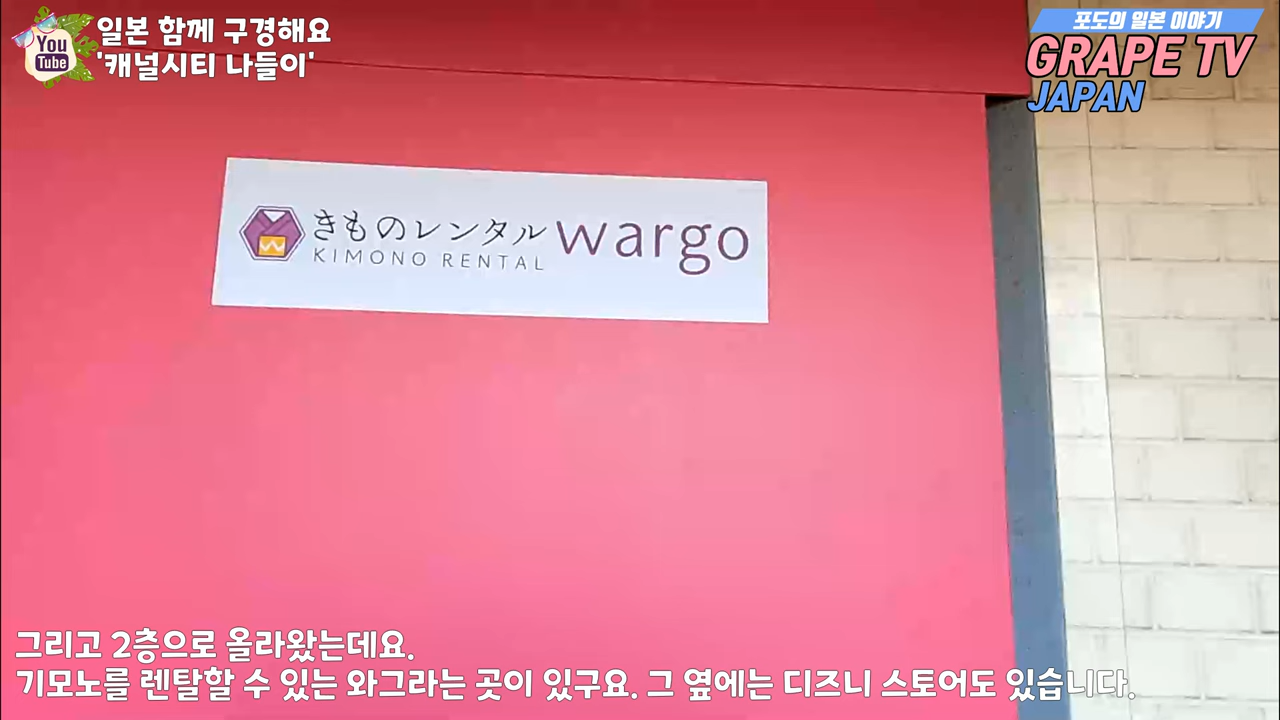 You
Tube
일본 함께 구경해요
'캐널시티 나들이'
포도의 일본 이야기
GRAPE TV
JAPAN
きものレンタル wargo
KIMONO RENTAL
그리고 2층으로 올라왔는데요.
기모노를 렌탈할 수 있는 와그라는 곳이 있구요. 그 옆에는 디즈니 스토어도 있습니다.